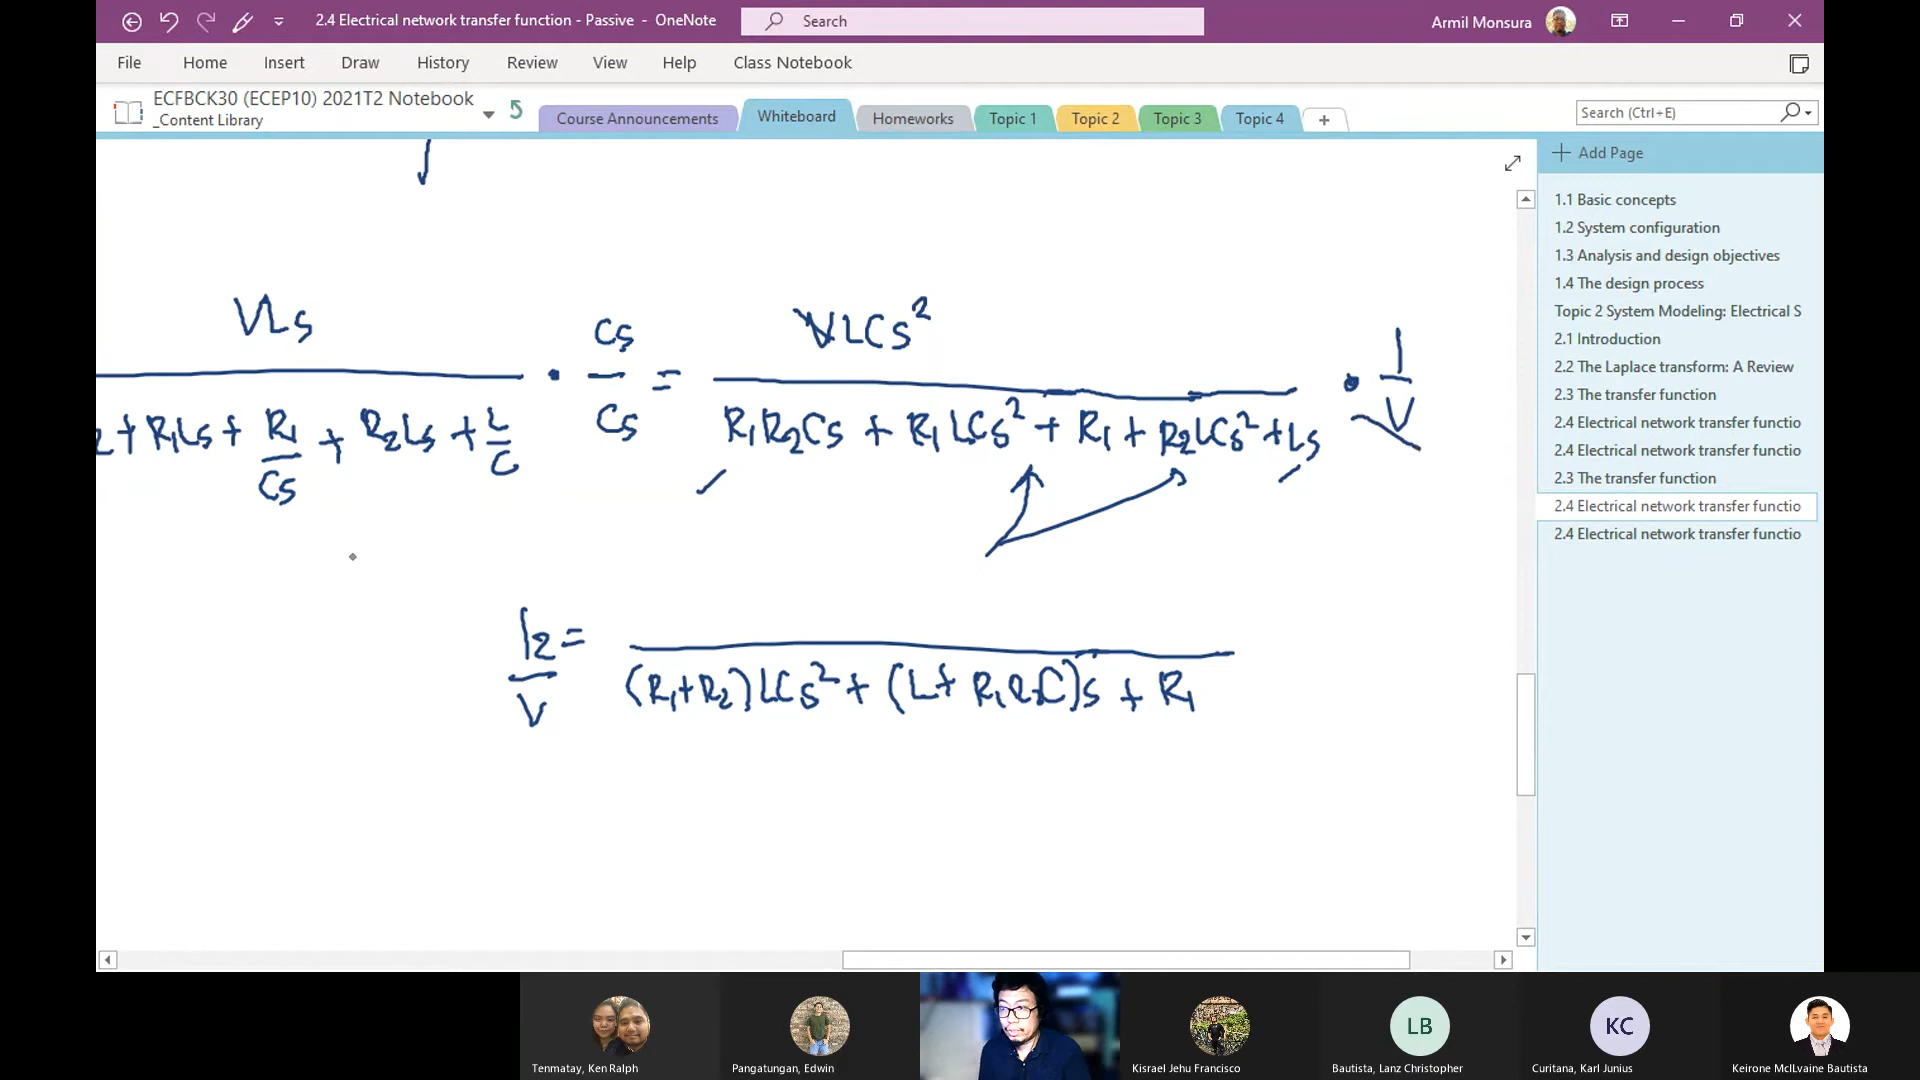 2.4 Electrical network transfer function - Passive - OneNote
Search
Armil Monsura
File Home Insert Draw History Review View Help Class Notebook
ECFBCK30 (ECEP10) 2021T2 Notebook
_Content Library
Course Announcements Whiteboard Homeworks Topic 1 Topic 2 Topic 3 Topic 4 +
Search (Ctrl+E)
Add Page
1.1 Basic concepts
1.2 System configuration
1.3 Analysis and design objectives
1.4 The design process
Topic 2 System Modeling: Electrical S
2.1 Introduction
2.2 The Laplace transform: A Review
2.3 The transfer function
2.4 Electrical network transfer functio
2.4 Electrical network transfer functio
2.3 The transfer function
2.4 Electrical network transfer functio
2.4 Electrical network transfer functio
VLs · Cs = VLCs² · 1
+ R₁Ls + R₁ + R₂Ls + L Cs R₁R₂Cs + R₁LCs² + R₁ + R₂LCs² + Ls V
Cs C
I₂ =
V (R₁+R₂)LCs² + (L+R₁R₂C)s + R₁
Tenmatay, Ken Ralph
Pangatungan, Edwin
Kisrael Jehu Francisco
LB
Bautista, Lanz Christopher
KC
Curitana, Karl Junius
Keirone McIlvaine Bautista